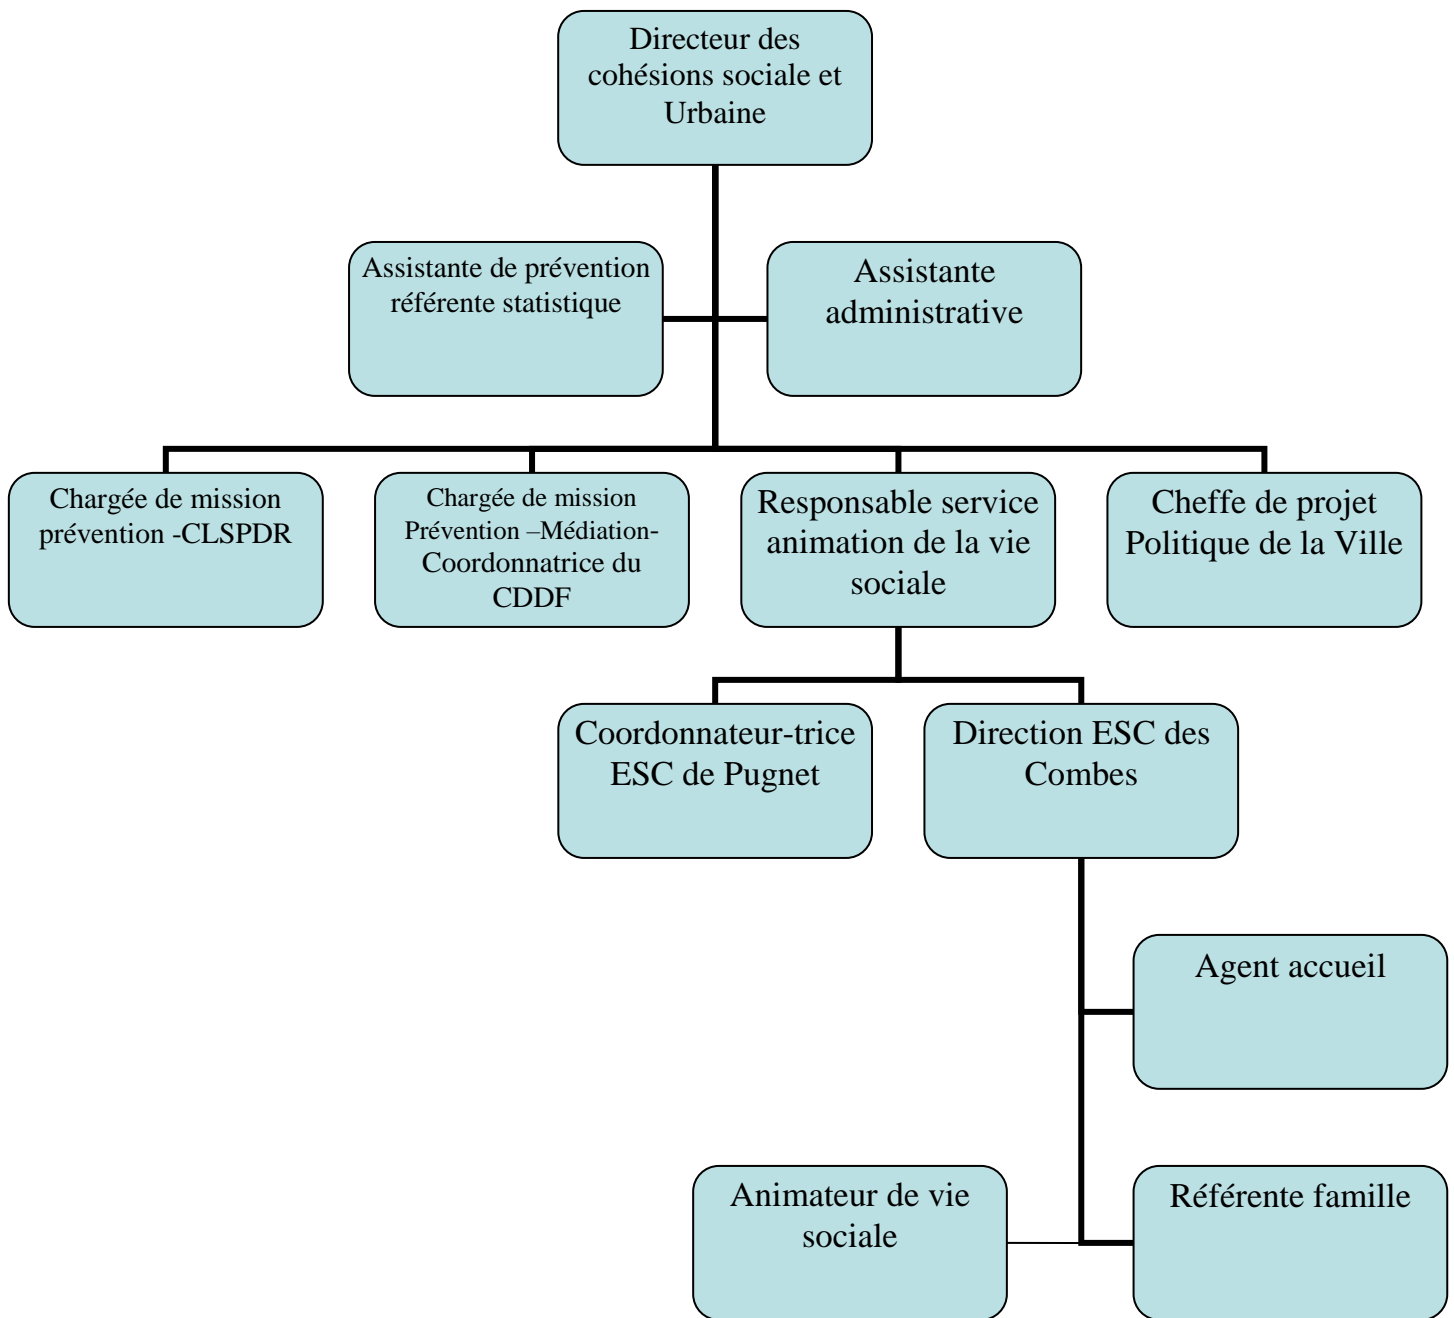 Directeur des
cohésions sociale et
Urbaine
Assistante de prévention
référente statistique
Assistante
administrative
Chargée de mission
prévention -CLSPDR
Chargée de mission
Prévention –Médiation-
Coordonnatrice du
CDDF
Responsable service
animation de la vie
sociale
Cheffe de projet
Politique de la Ville
Coordonnateur-trice
ESC de Pugnet
Direction ESC des
Combes
Agent accueil
Animateur de vie
sociale
Référente famille